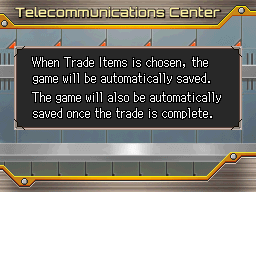 Telecommunications Center
When Trade Items is chosen, the
game will be automatically saved.
The game will also be automatically
saved once the trade is complete.